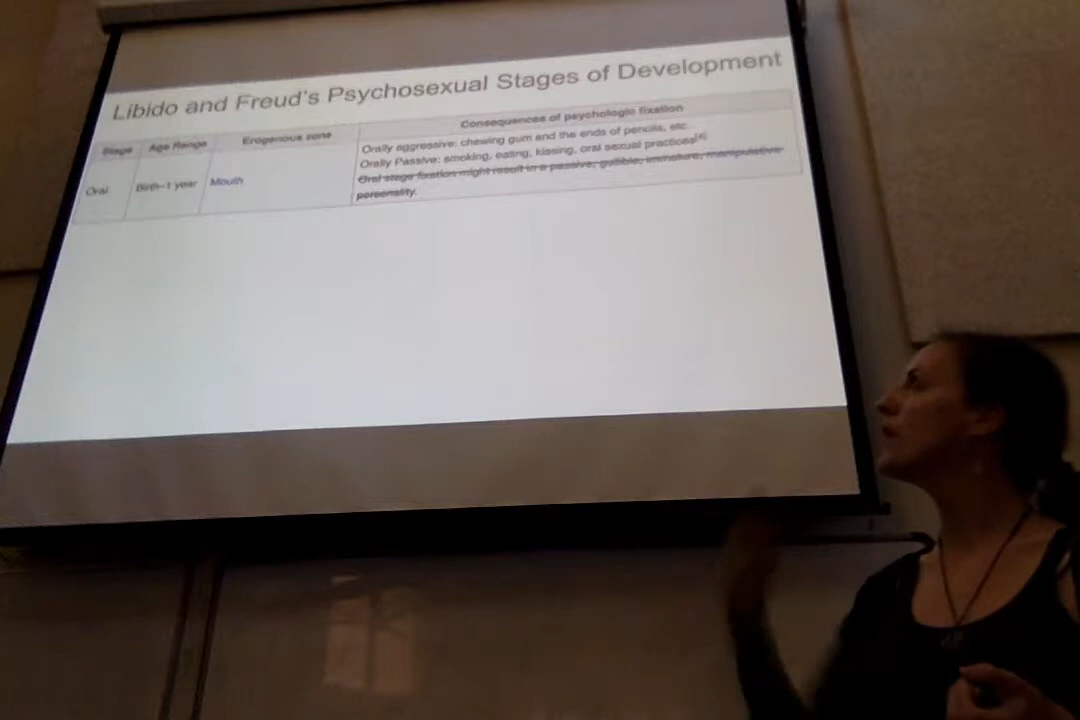 Libido and Freud's Psychosexual Stages of Development
Stage Age Range Erogenous zone Consequences of psychologic fixation
Oral Birth–1 year Mouth
Orally aggressive: chewing gum and the ends of pencils, etc.
Orally Passive: smoking, eating, kissing, oral sexual practices[4]
Oral stage fixation might result in a passive, gullible, immature, manipulative
personality.